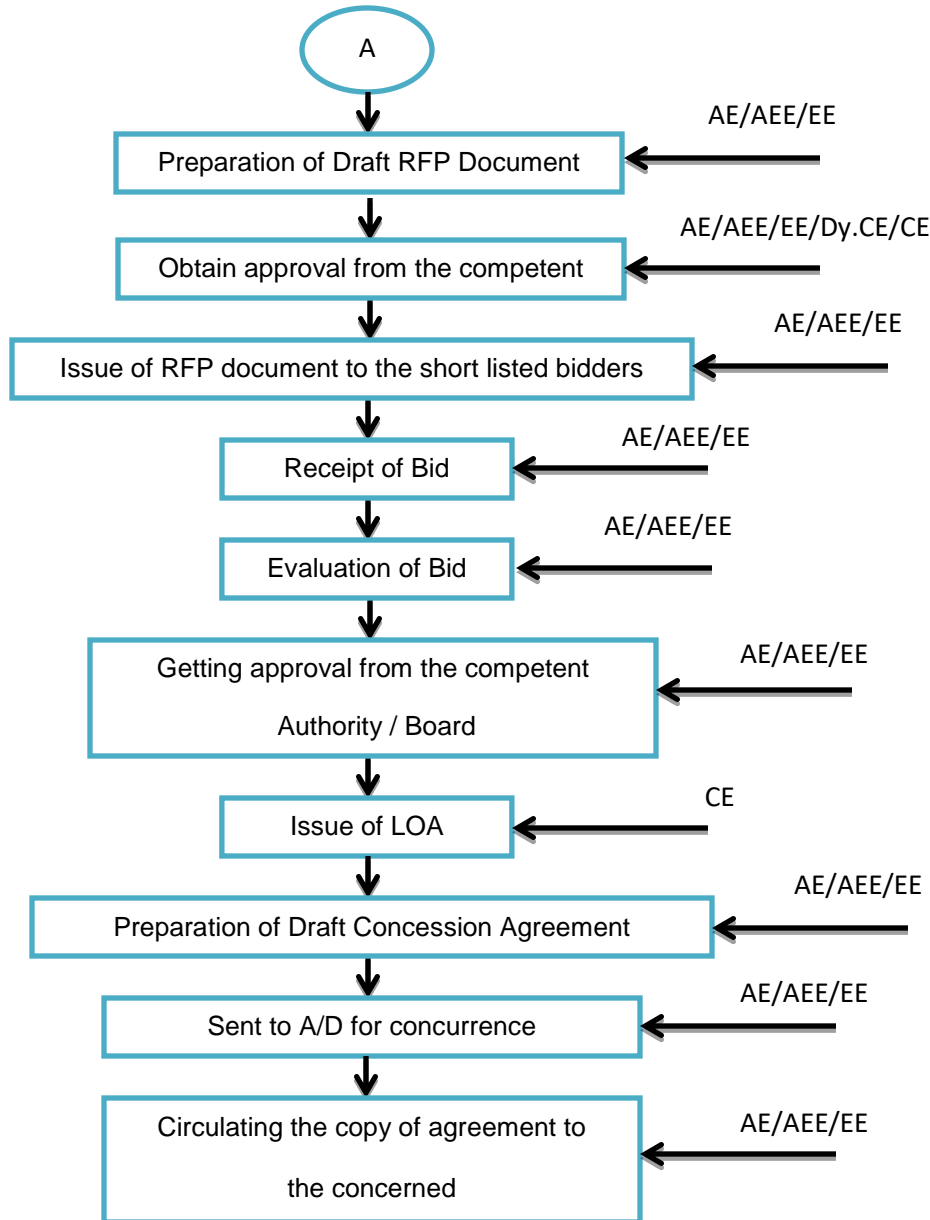 A
AE/AEE/EE
Preparation of Draft RFP Document
AE/AEE/EE/Dy.CE/CE
Obtain approval from the competent
AE/AEE/EE
Issue of RFP document to the short listed bidders
AE/AEE/EE
Receipt of Bid
AE/AEE/EE
Evaluation of Bid
AE/AEE/EE
Getting approval from the competent
Authority / Board
CE
Issue of LOA
AE/AEE/EE
Preparation of Draft Concession Agreement
AE/AEE/EE
Sent to A/D for concurrence
AE/AEE/EE
Circulating the copy of agreement to
the concerned